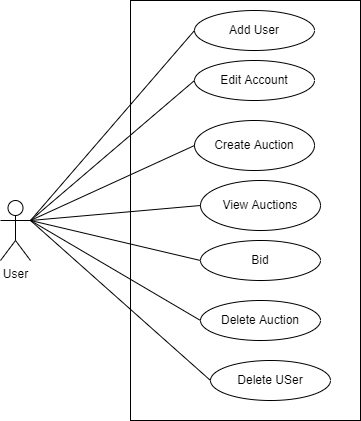 Add User
Edit Account
Create Auction
View Auctions
Bid
Delete Auction
Delete USer
User